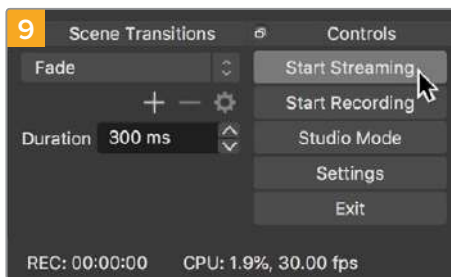 9
Scene Transitions
Fade
Duration 300 ms
Controls
Start Streaming
Start Recording
Studio Mode
Settings
Exit
REC: 00:00:00 CPU: 1.9%, 30.00 fps